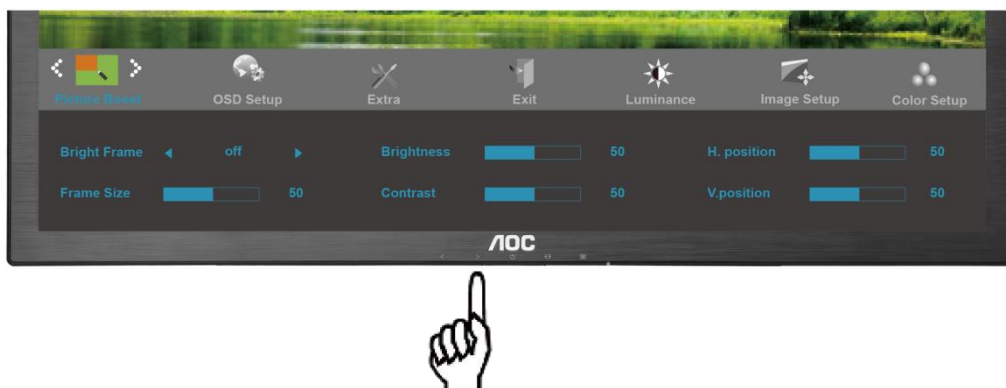 Picture Boost OSD Setup Extra Exit Luminance Image Setup Color Setup
Bright Frame off Brightness 50 H. position 50
Frame Size 50 Contrast 50 V.position 50
AOC